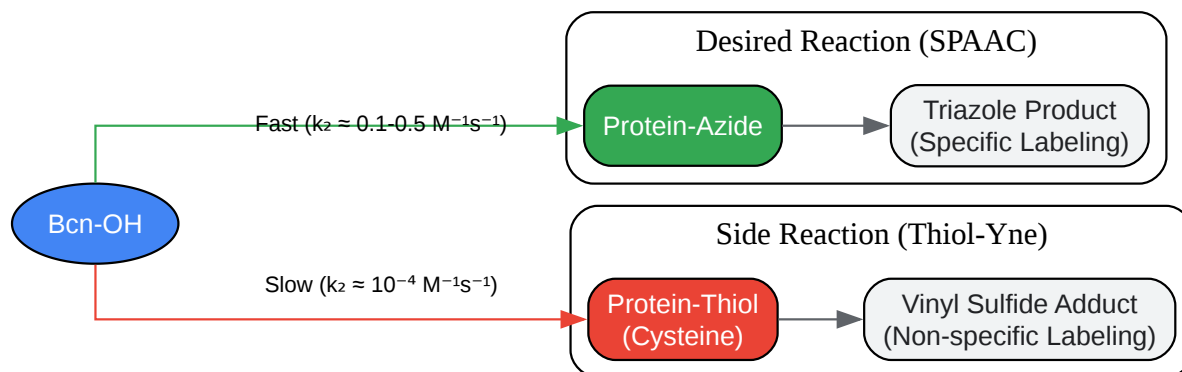 Desired Reaction (SPAAC)
Fast (k₂ ≈ 0.1-0.5 M⁻¹s⁻¹)
Protein-Azide
Triazole Product
(Specific Labeling)
Bcn-OH
Side Reaction (Thiol-Yne)
Slow (k₂ ≈ 10⁻⁴ M⁻¹s⁻¹)
Protein-Thiol
(Cysteine)
Vinyl Sulfide Adduct
(Non-specific Labeling)